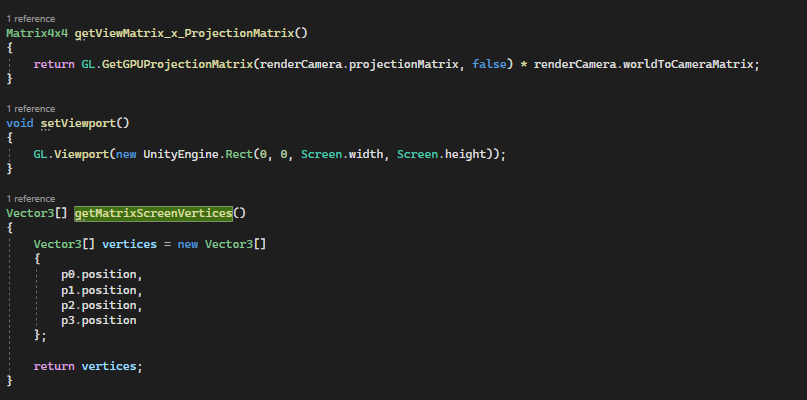 1 reference
Matrix4x4 getViewMatrix_x_ProjectionMatrix()
{
return GL.GetGPUProjectionMatrix(renderCamera.projectionMatrix, false) * renderCamera.worldToCameraMatrix;
}
1 reference
void setViewport()
{
GL.Viewport(new UnityEngine.Rect(0, 0, Screen.width, Screen.height));
}
1 reference
Vector3[] getMatrixScreenVertices()
{
Vector3[] vertices = new Vector3[]
{
p0.position,
p1.position,
p2.position,
p3.position
};
return vertices;
}